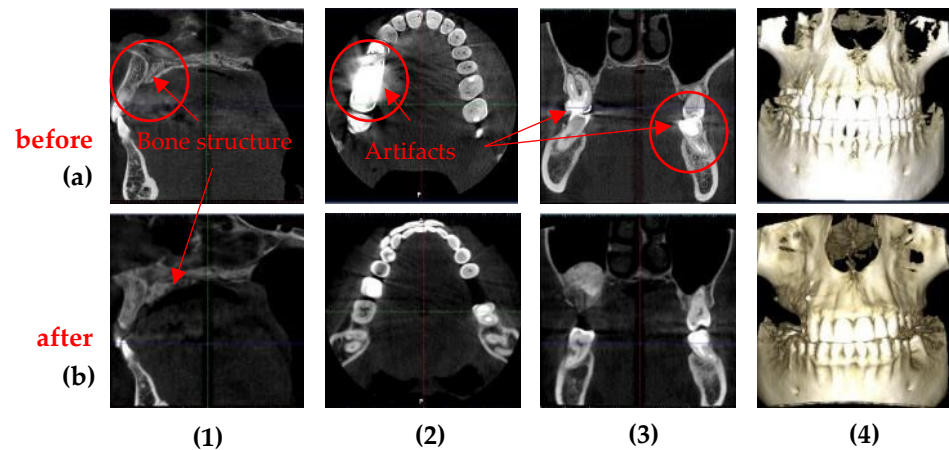 before
(a)
Bone structure
Artifacts
after
(b)
(1)
(2)
(3)
(4)